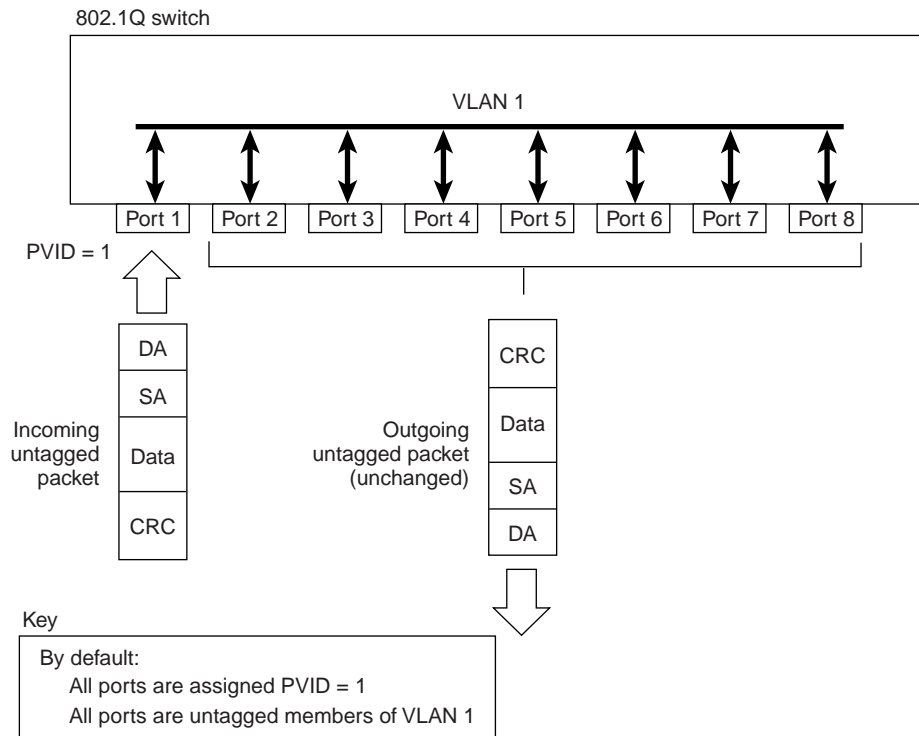 802.1Q switch
VLAN 1
Port 1 Port 2 Port 3 Port 4 Port 5 Port 6 Port 7 Port 8
PVID = 1
DA
SA
Data
CRC
Incoming
untagged
packet
CRC
Data
SA
DA
Outgoing
untagged packet
(unchanged)
Key
By default:
All ports are assigned PVID = 1
All ports are untagged members of VLAN 1